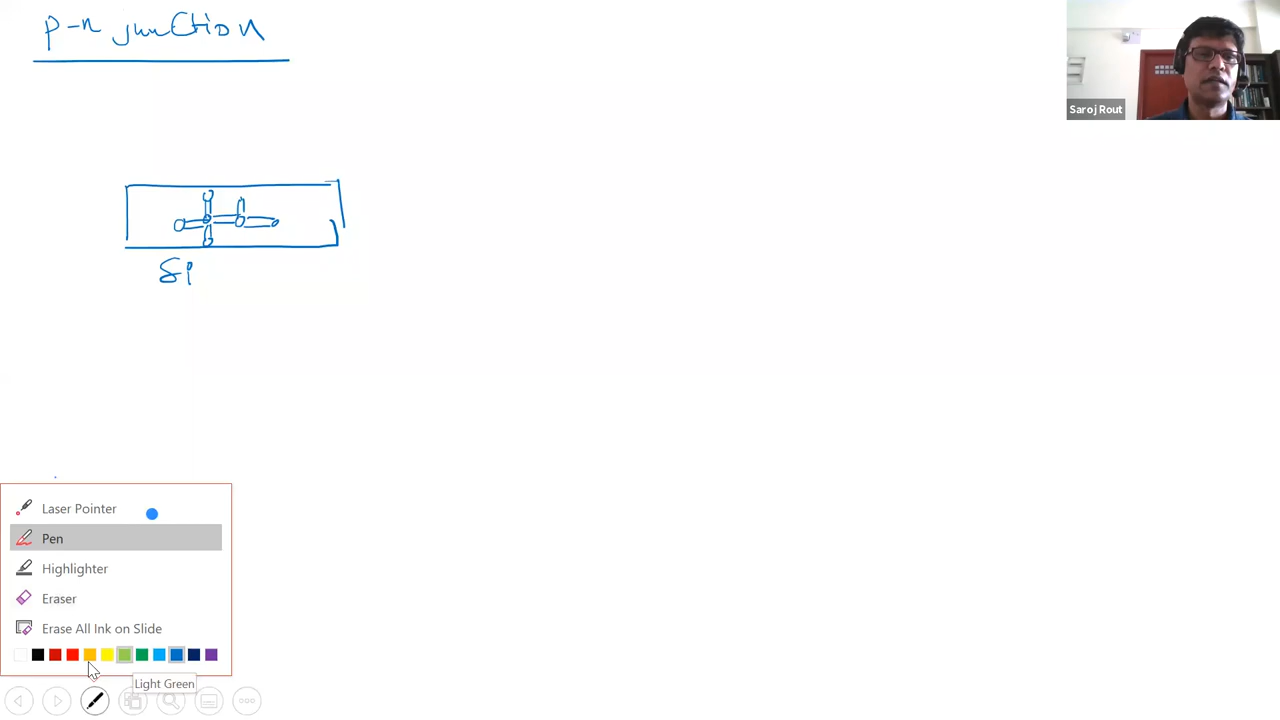 p-n junction
Saroj Rout
Si
Laser Pointer
Pen
Highlighter
Eraser
Erase All Ink on Slide
Light Green